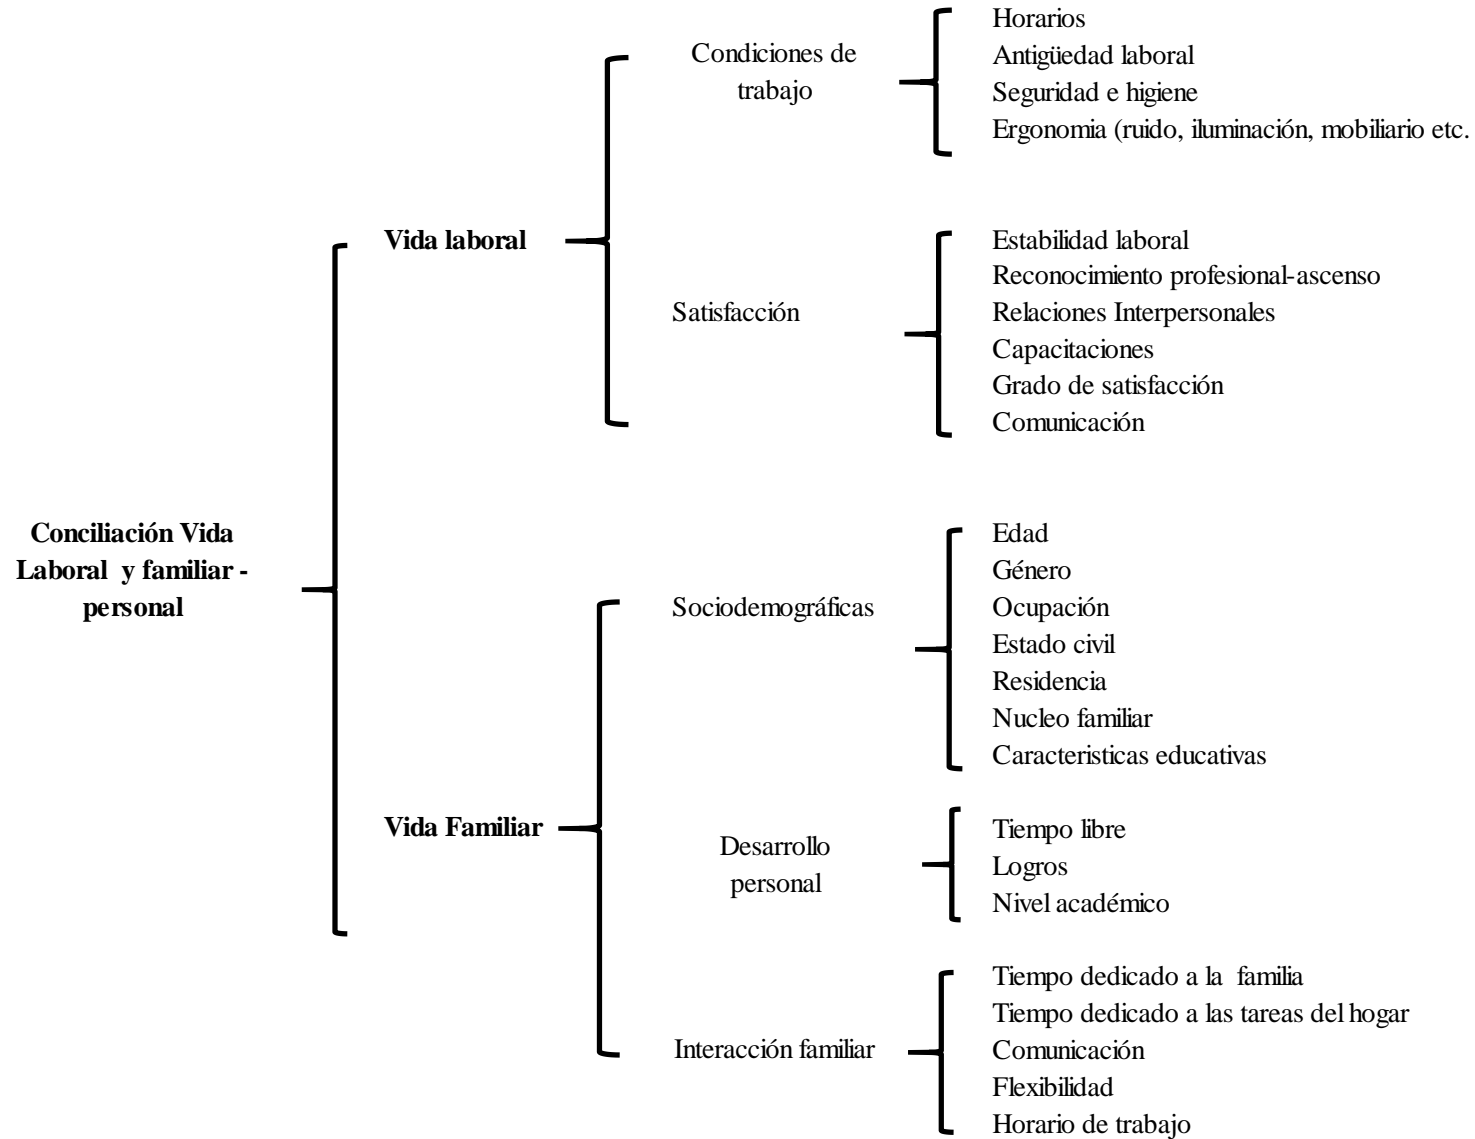 Conciliación Vida
Laboral y familiar -
personal
Vida laboral
Condiciones de
trabajo
Horarios
Antigüedad laboral
Seguridad e higiene
Ergonomia (ruido, iluminación, mobiliario etc.
Satisfacción
Estabilidad laboral
Reconocimiento profesional-ascenso
Relaciones Interpersonales
Capacitaciones
Grado de satisfacción
Comunicación
Vida Familiar
Sociodemográficas
Edad
Género
Ocupación
Estado civil
Residencia
Nucleo familiar
Caracteristicas educativas
Desarrollo
personal
Tiempo libre
Logros
Nivel académico
Interacción familiar
Tiempo dedicado a la familia
Tiempo dedicado a las tareas del hogar
Comunicación
Flexibilidad
Horario de trabajo